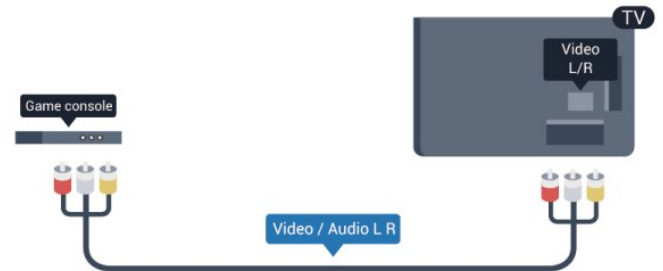 TV
Video
L/R
Game console
Video / Audio L R